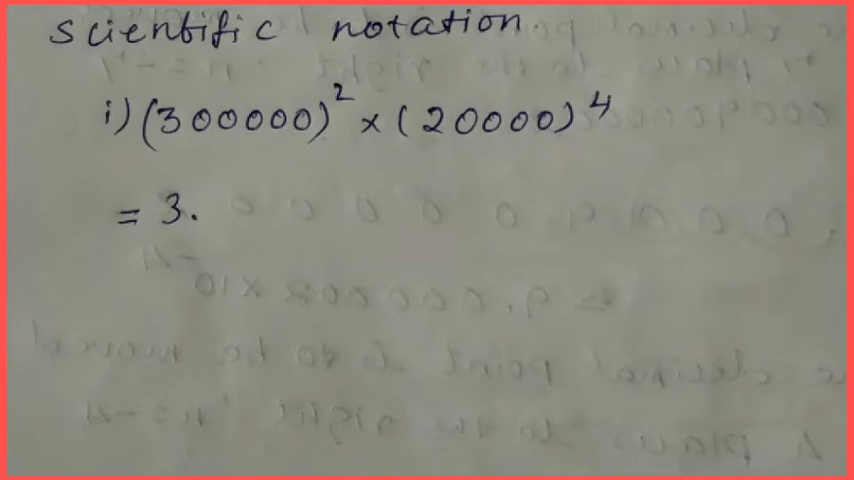 scientific notation
i) (300000)² × (20000)⁴
= 3.